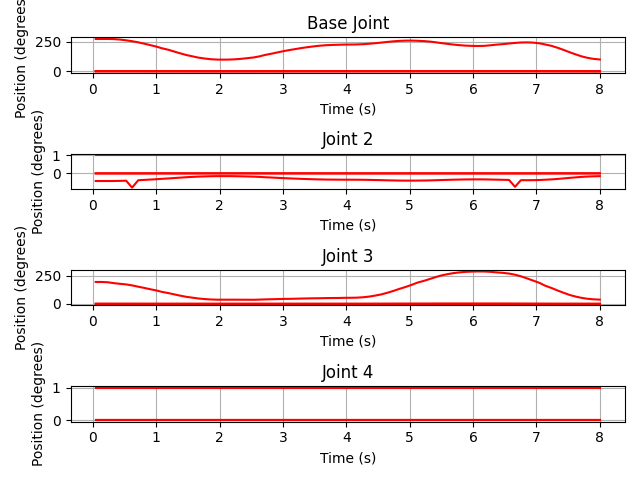 Base Joint
Position (degrees
250
0
0 1 2 3 4 5 6 7 8
Time (s)
Joint 2
Position (degrees)
1
0
0 1 2 3 4 5 6 7 8
Time (s)
Joint 3
Position (degrees)
250
0
0 1 2 3 4 5 6 7 8
Time (s)
Joint 4
Position (degrees)
1
0
0 1 2 3 4 5 6 7 8
Time (s)